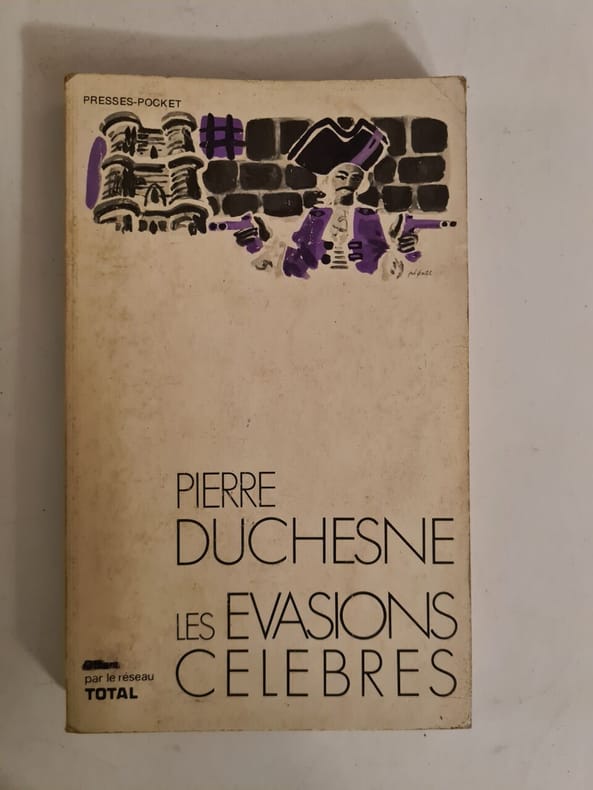 PRESSES-POCKET
PIERRE
DUCHESNE
LES EVASIONS
CELEBRES
par le réseau
TOTAL